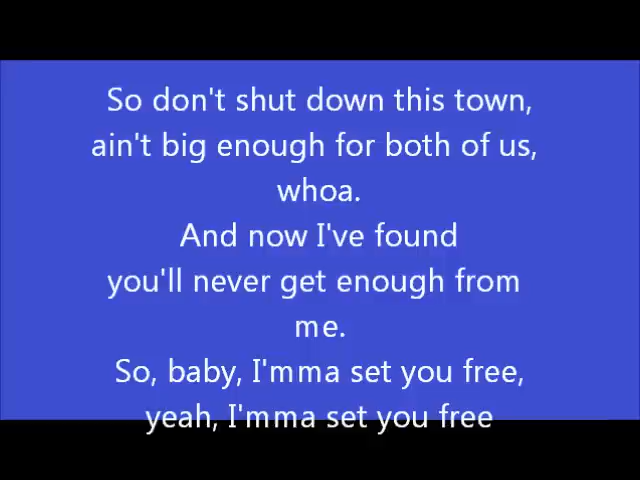 So don't shut down this town,
ain't big enough for both of us,
whoa.
And now I've found
you'll never get enough from
me.
So, baby, I'mma set you free,
yeah, I'mma set you free